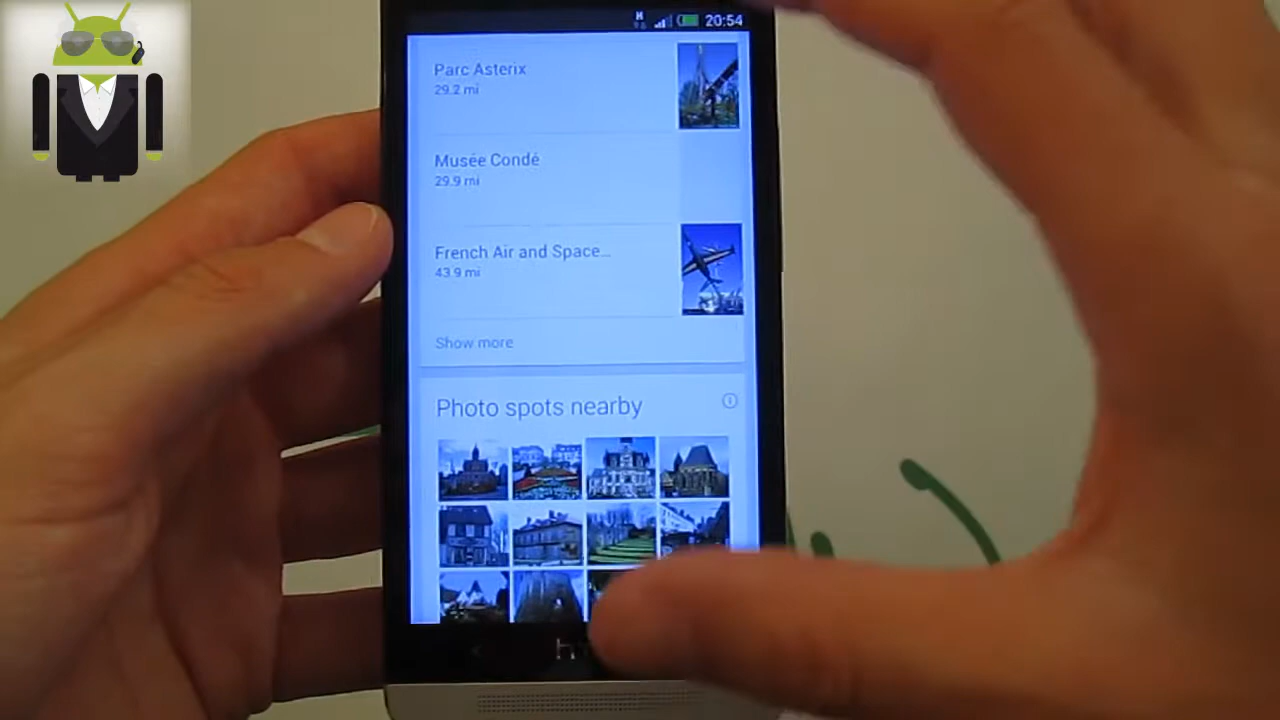 H
20:54
Parc Asterix
29.2 mi
Musée Condé
29.9 mi
French Air and Space...
43.9 mi
Show more
Photo spots nearby